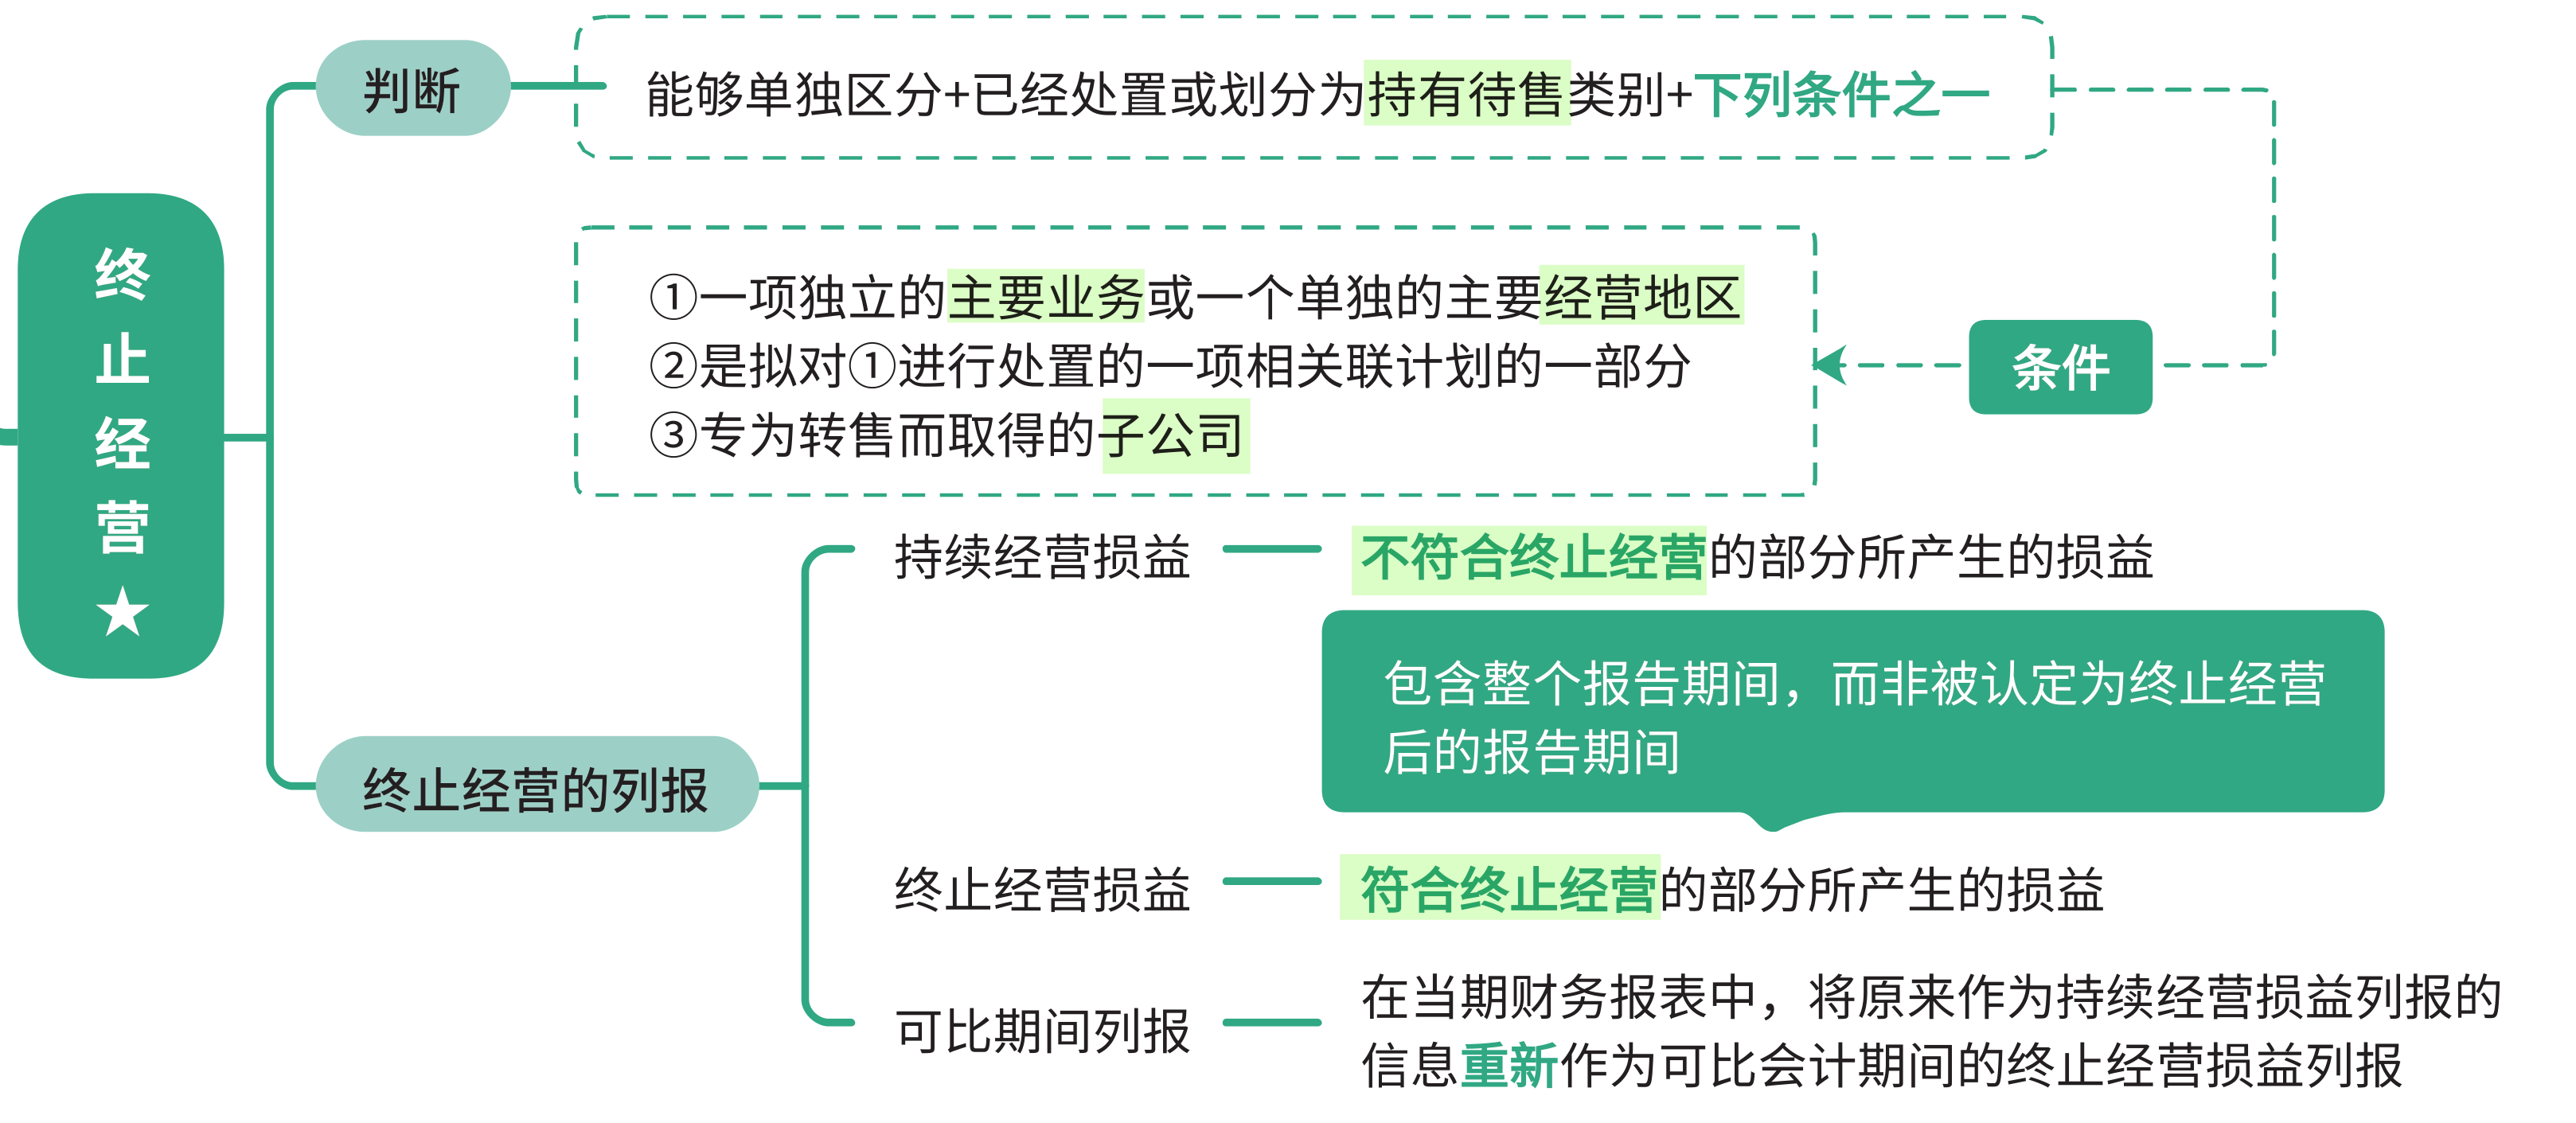 终止经营★
判断
能够单独区分+已经处置或划分为持有待售类别+下列条件之一
条件
①一项独立的主要业务或一个单独的主要经营地区
②是拟对①进行处置的一项相关联计划的一部分
③专为转售而取得的子公司
终止经营的列报
持续经营损益
不符合终止经营的部分所产生的损益
包含整个报告期间，而非被认定为终止经营
后的报告期间
终止经营损益
符合终止经营的部分所产生的损益
可比期间列报
在当期财务报表中，将原来作为持续经营损益列报的
信息重新作为可比会计期间的终止经营损益列报